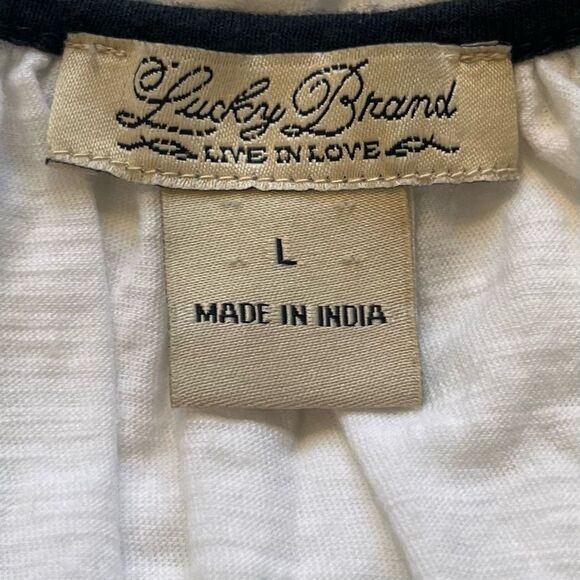 Lucky Brand
LIVE IN LOVE
L
MADE IN INDIA